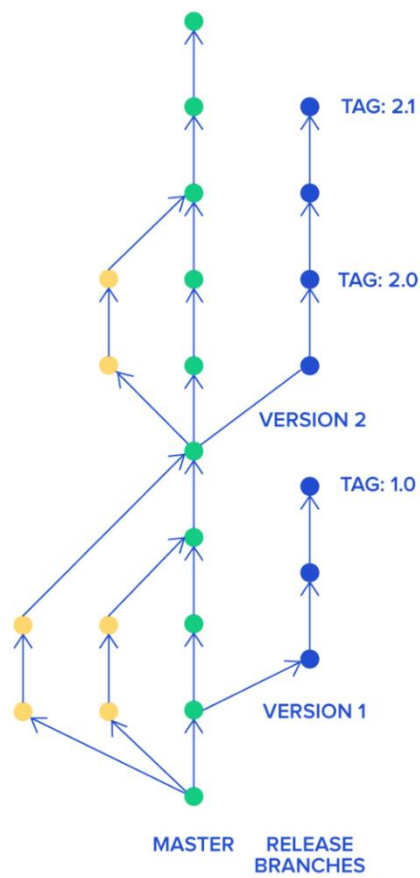 TAG: 2.1
TAG: 2.0
VERSION 2
TAG: 1.0
VERSION 1
MASTER
RELEASE
BRANCHES